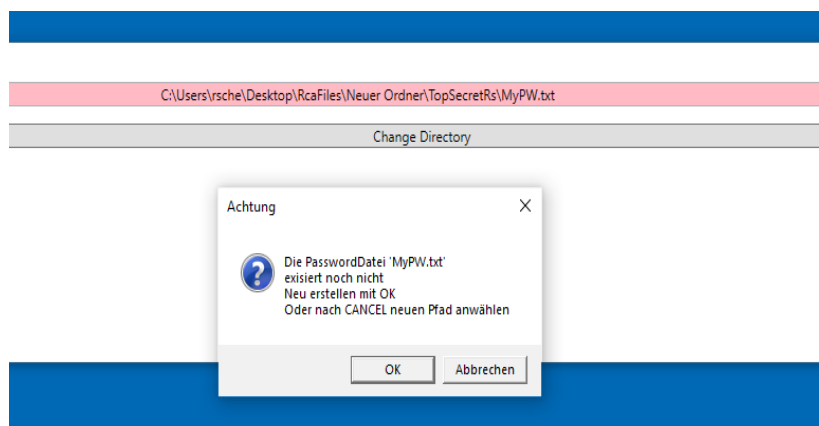 C:\Users\rsche\Desktop\RcaFiles\Neuer Ordner\TopSecretRs\MyPW.txt
Change Directory
Achtung
Die PasswordDatei 'MyPW.txt'
exisiert noch nicht
Neu erstellen mit OK
Oder nach CANCEL neuen Pfad anwählen
OK
Abbrechen